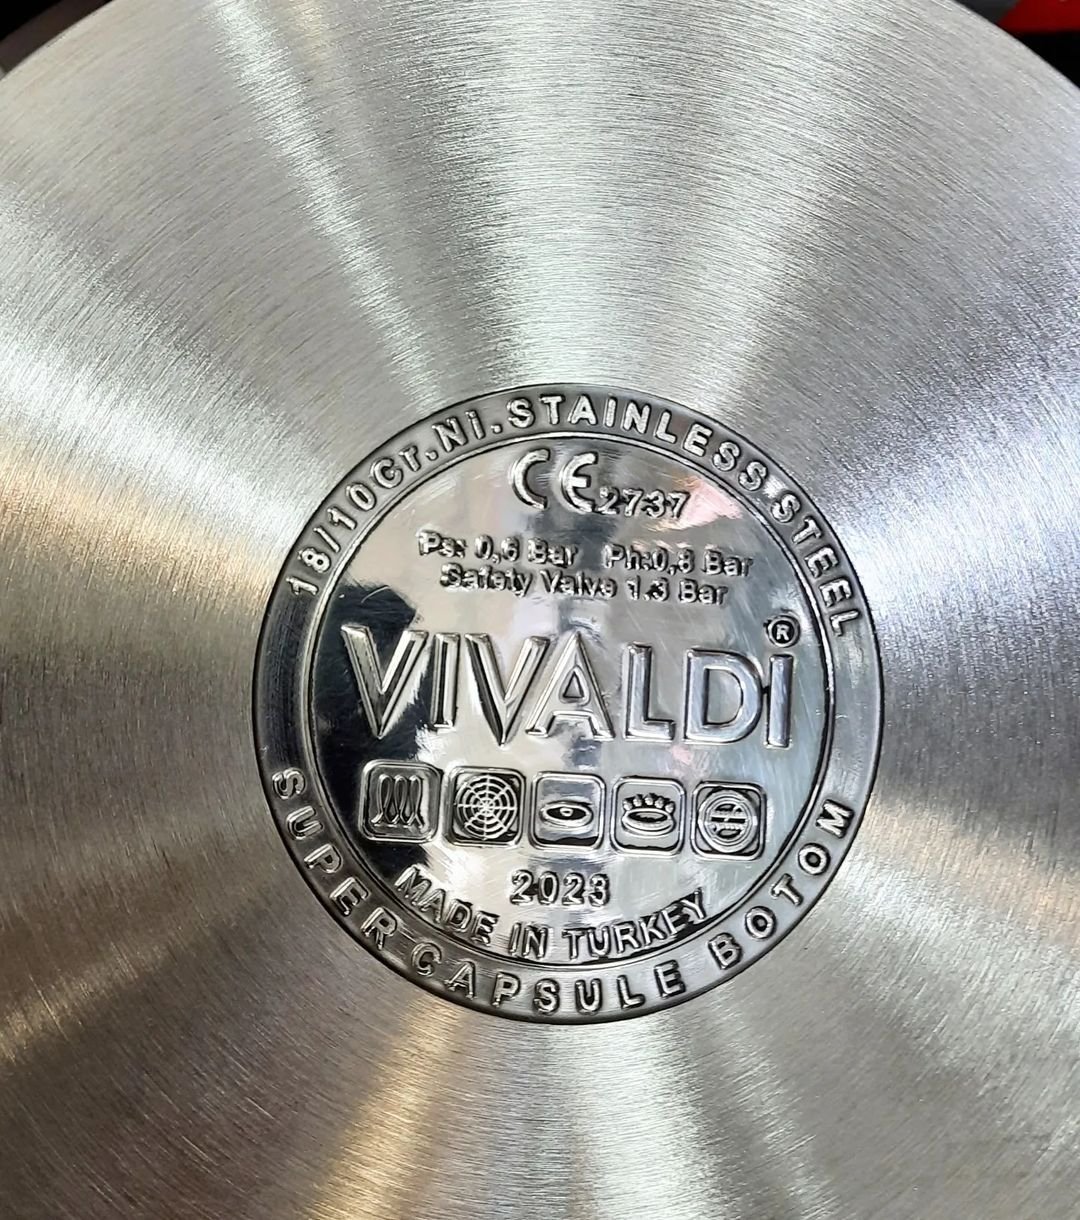 18/10Cr.Ni.STAINLESS STEEL
CE 2737
Ps: 0,6 Bar Ph:0,8 Bar
Safety Valve 1.3 Bar
VIVALDi®
2023
MADE IN TURKEY
SUPER CAPSULE BOTOM